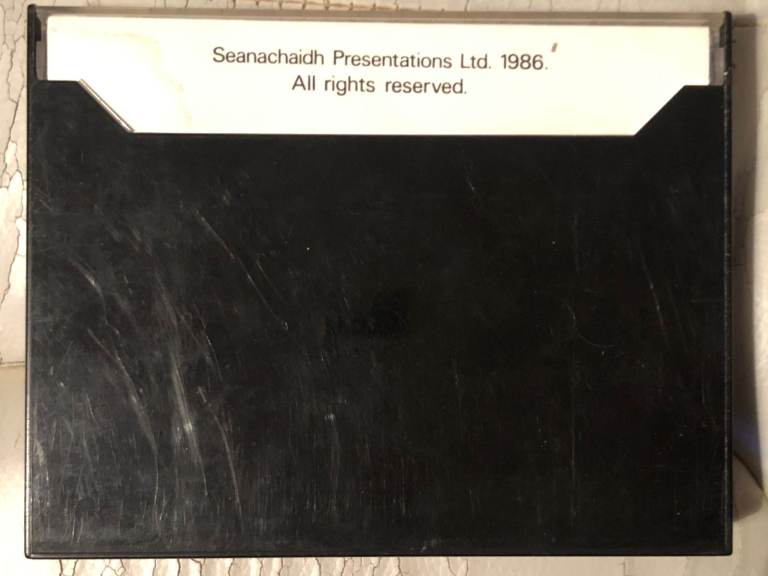 Seanachaidh Presentations Ltd. 1986.
All rights reserved.